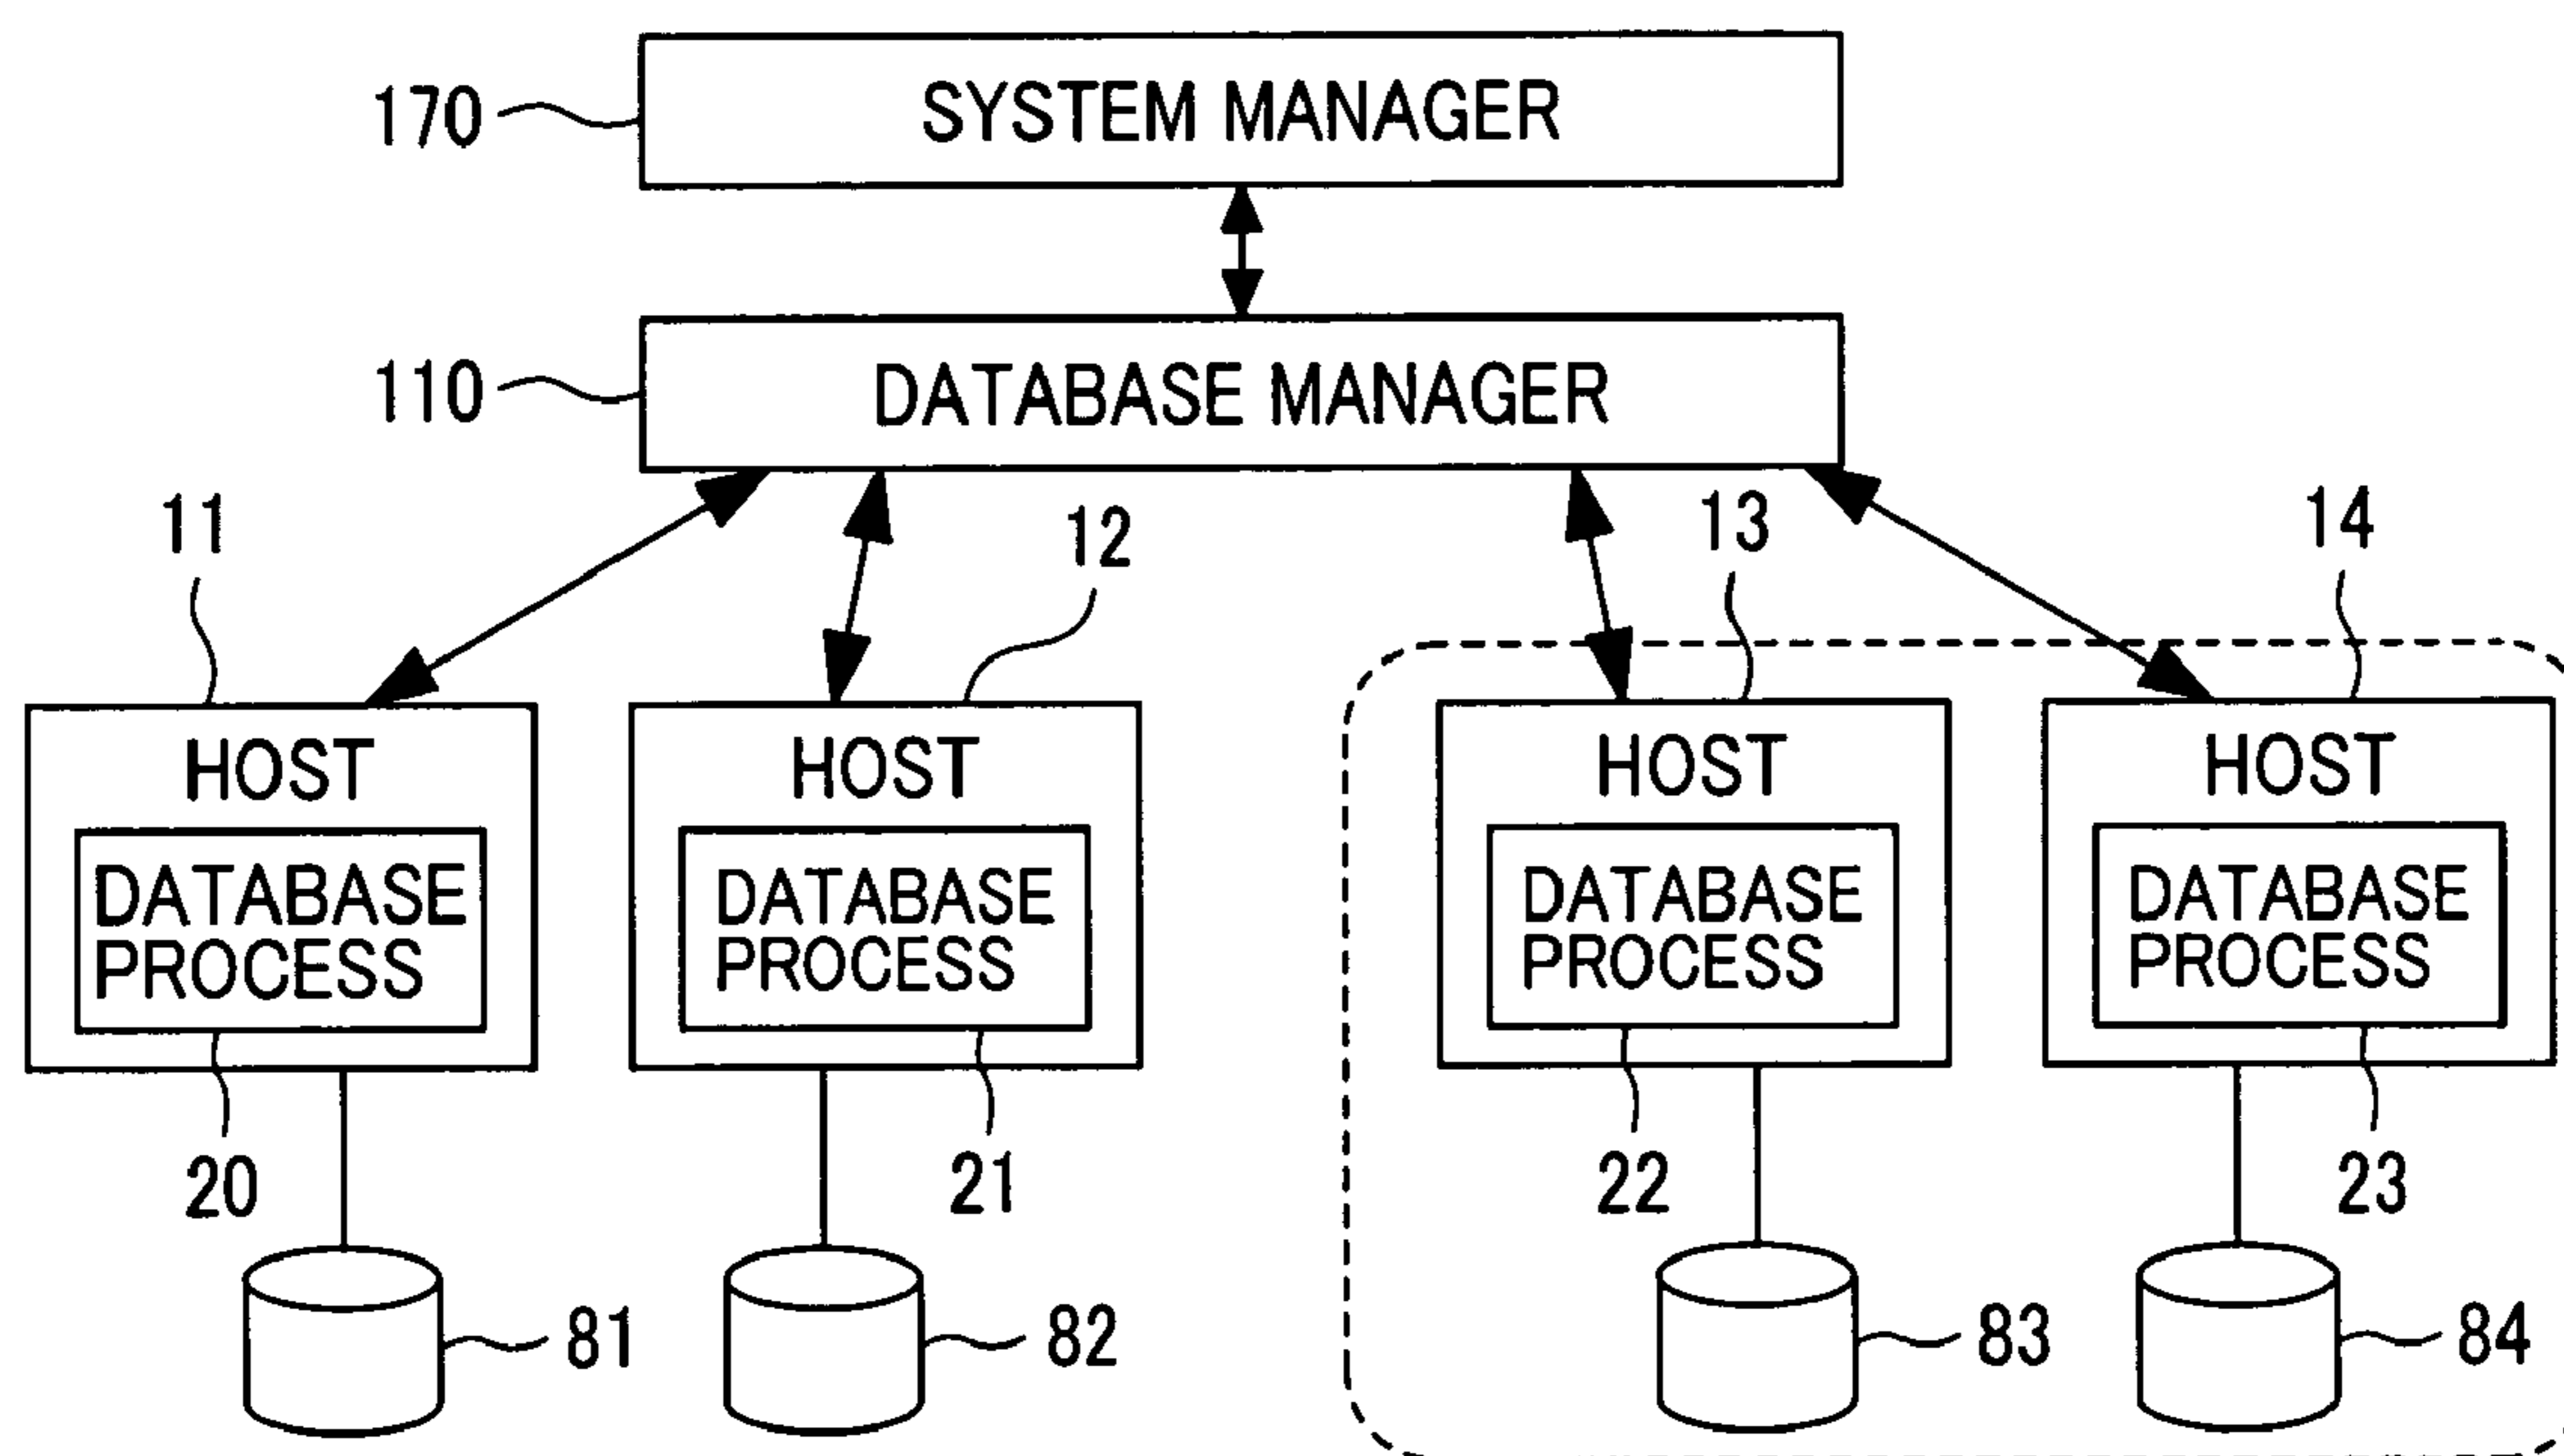 170
SYSTEM MANAGER
110
DATABASE MANAGER
11
12
13
14
HOST
HOST
HOST
HOST
DATABASE
PROCESS
DATABASE
PROCESS
DATABASE
PROCESS
DATABASE
PROCESS
20
21
22
23
81
82
83
84